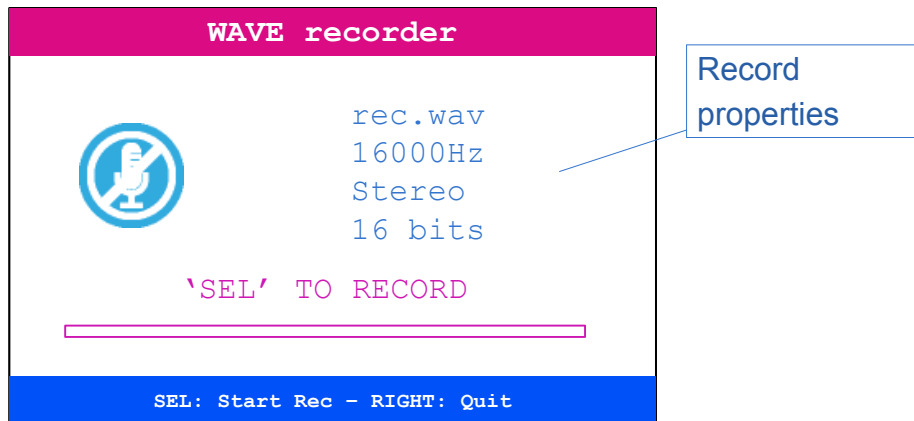 WAVE recorder
Record
properties
rec.wav
16000Hz
Stereo
16 bits
‘SEL’ TO RECORD
SEL: Start Rec – RIGHT: Quit